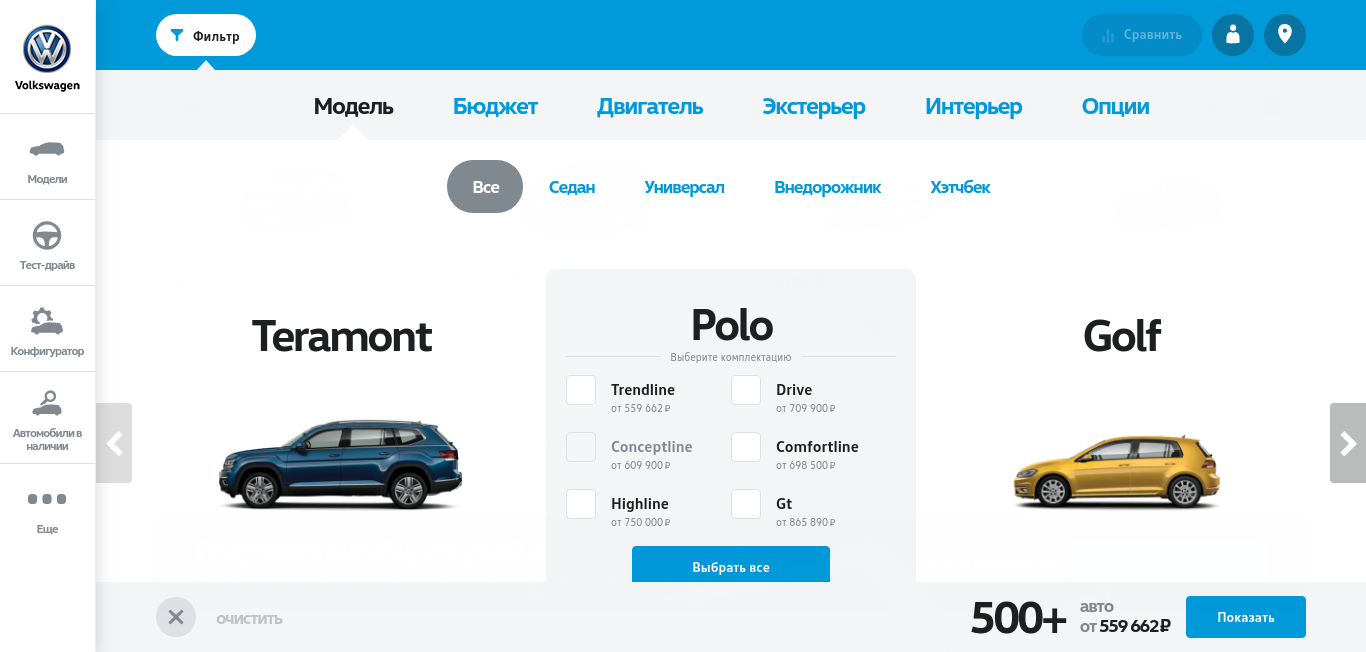 Volkswagen
Модели
Тест-драйв
Конфигуратор
Автомобили в
наличии
Еще
Фильтр
Сравнить
Модель Бюджет Двигатель Экстерьер Интерьер Опции
Все Седан Универсал Внедорожник Хэтчбек
Teramont
Polo
Выберите комплектацию
Trendline
от 559 662 ₽
Drive
от 709 900 ₽
Conceptline
от 609 900 ₽
Comfortline
от 698 500 ₽
Highline
от 750 000 ₽
Gt
от 865 890 ₽
Выбрать все
Golf
ОЧИСТИТЬ
500+
авто
от 559 662₽
Показать